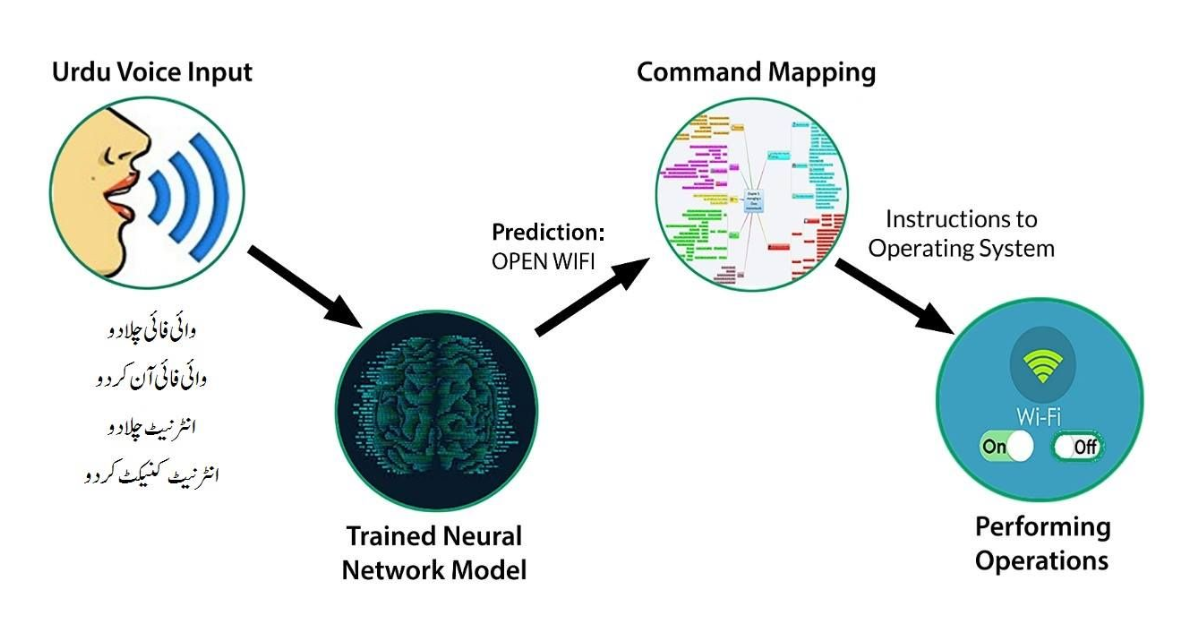 Urdu Voice Input
وائی فائی چلادو
وائی فائی آن کردو
انٹرنیٹ چلادو
انٹرنیٹ کنیکٹ کردو
Trained Neural
Network Model
Prediction:
OPEN WIFI
Command Mapping
Instructions to
Operating System
Wi-Fi
On
Off
Performing
Operations